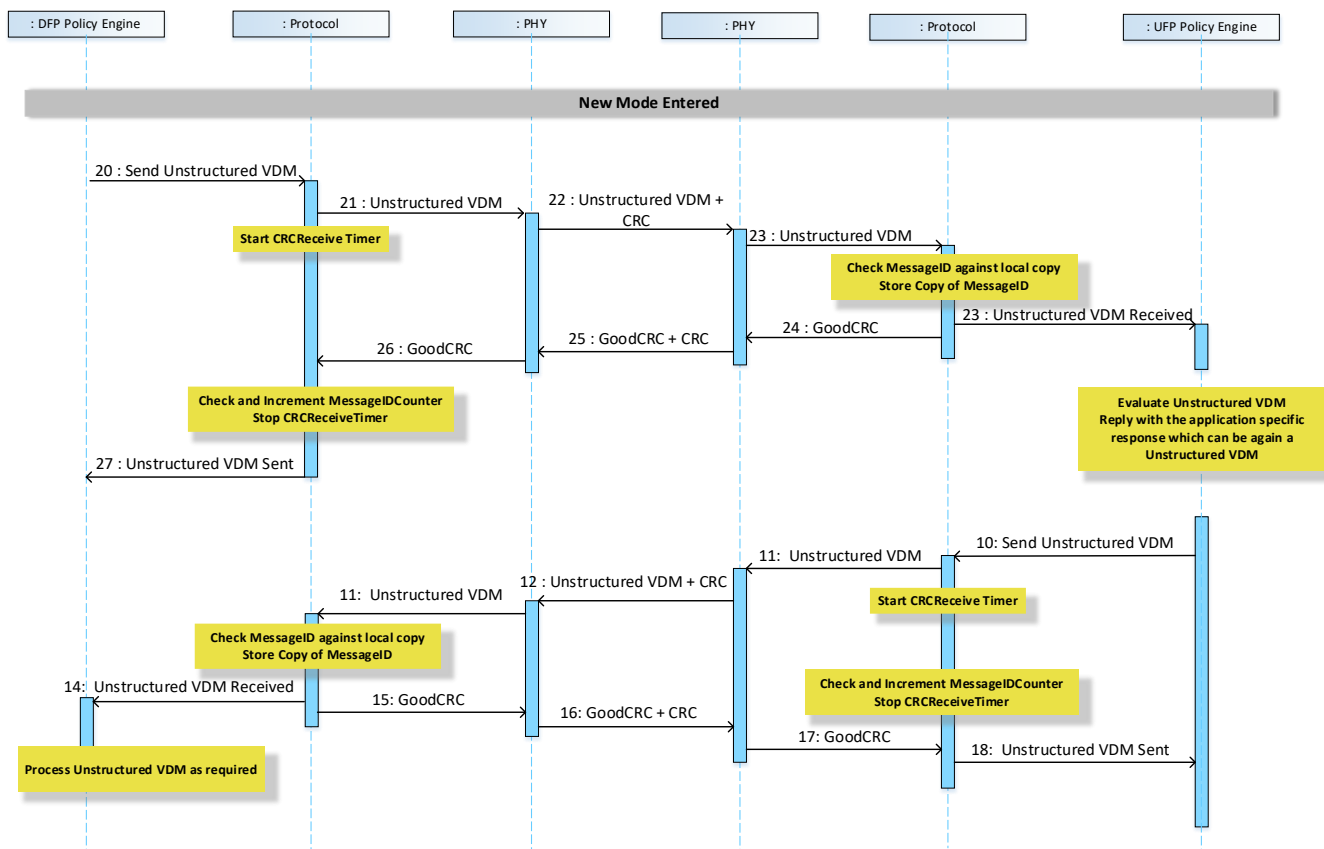 : DFP Policy Engine
: Protocol
: PHY
: PHY
: Protocol
: UFP Policy Engine
New Mode Entered
20 : Send Unstructured VDM
21 : Unstructured VDM
22 : Unstructured VDM +
CRC
23 : Unstructured VDM
Start CRCReceive Timer
Check MessageID against local copy
Store Copy of MessageID
23 : Unstructured VDM Received
24 : GoodCRC
25 : GoodCRC + CRC
26 : GoodCRC
Check and Increment MessageIDCounter
Stop CRCReceiveTimer
Evaluate Unstructured VDM
Reply with the application specific
response which can be again a
Unstructured VDM
27 : Unstructured VDM Sent
10: Send Unstructured VDM
11:  Unstructured VDM
12 : Unstructured VDM + CRC
11:  Unstructured VDM
Start CRCReceive Timer
Check MessageID against local copy
Store Copy of MessageID
14:  Unstructured VDM Received
15: GoodCRC
16: GoodCRC + CRC
Check and Increment MessageIDCounter
Stop CRCReceiveTimer
17: GoodCRC
18:  Unstructured VDM Sent
Process Unstructured VDM as required